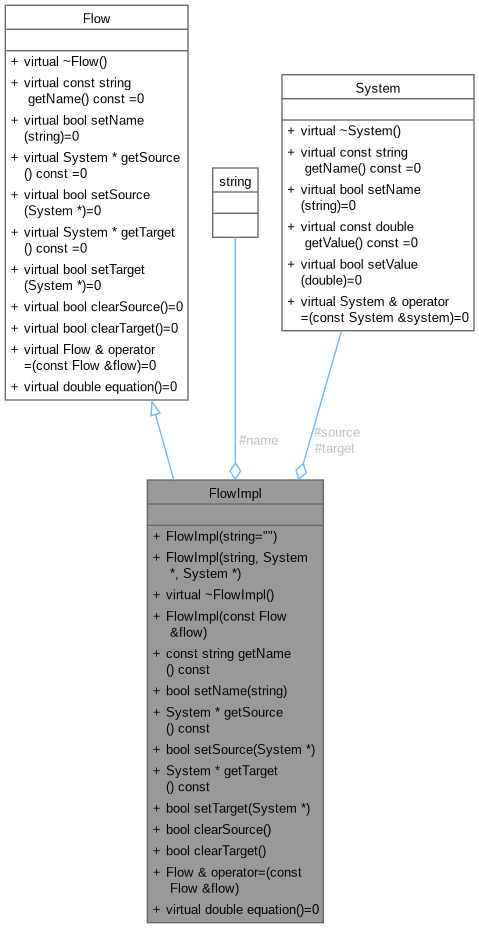 Flow
+ virtual ~Flow()
+ virtual const string
getName() const =0
+ virtual bool setName
(string)=0
+ virtual System * getSource
() const =0
+ virtual bool setSource
(System *)=0
+ virtual System * getTarget
() const =0
+ virtual bool setTarget
(System *)=0
+ virtual bool clearSource()=0
+ virtual bool clearTarget()=0
+ virtual Flow & operator
=(const Flow &flow)=0
+ virtual double equation()=0
string
System
+ virtual ~System()
+ virtual const string
getName() const =0
+ virtual bool setName
(string)=0
+ virtual const double
getValue() const =0
+ virtual bool setValue
(double)=0
+ virtual System & operator
=(const System &system)=0
#name
#source
#target
FlowImpl
+ FlowImpl(string="")
+ FlowImpl(string, System
*, System *)
+ virtual ~FlowImpl()
+ FlowImpl(const Flow
&flow)
+ const string getName
() const
+ bool setName(string)
+ System * getSource
() const
+ bool setSource(System *)
+ System * getTarget
() const
+ bool setTarget(System *)
+ bool clearSource()
+ bool clearTarget()
+ Flow & operator=(const
Flow &flow)
+ virtual double equation()=0